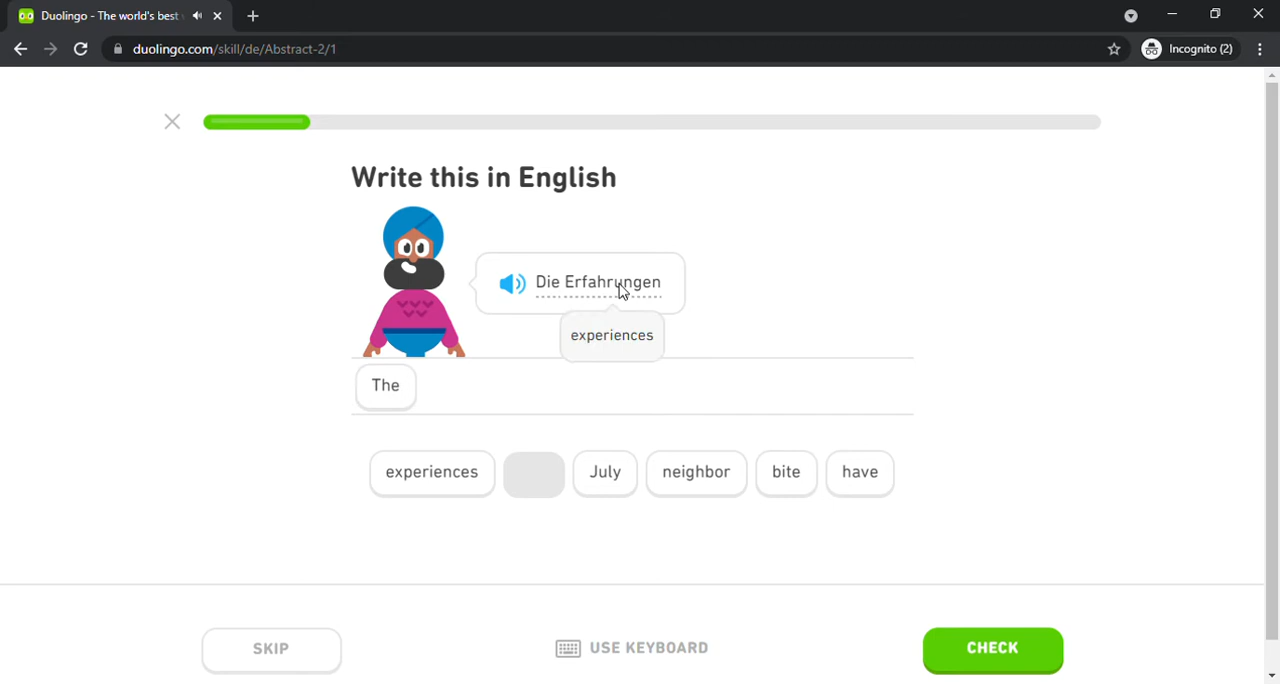 Duolingo - The world's best
duolingo.com/skill/de/Abstract-2/1
Incognito (2)
Write this in English
Die Erfahrungen
experiences
The
experiences
July
neighbor
bite
have
SKIP
USE KEYBOARD
CHECK